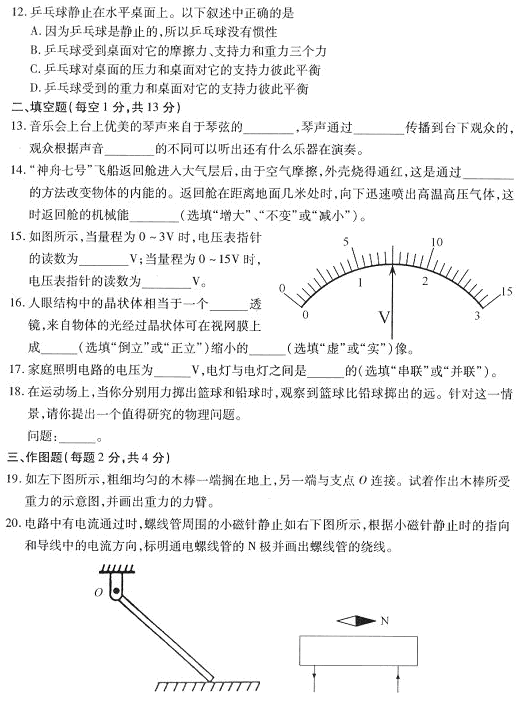 12. 乒乓球静止在水平桌面上。以下叙述中正确的是
A. 因为乒乓球是静止的,所以乒乓球没有惯性
B. 乒乓球受到桌面对它的摩擦力、支持力和重力三个力
C. 乒乓球对桌面的压力和桌面对它的支持力彼此平衡
D. 乒乓球受到的重力和桌面对它的支持力彼此平衡
二、填空题(每空1分,共13分)
13. 音乐会上台上优美的琴声来自于琴弦的______,琴声通过______传播到台下观众的,
观众根据声音______的不同可以听出还有什么乐器在演奏。
14. “神舟七号”飞船返回舱进入大气层后,由于空气摩擦,外壳烧得通红,这是通过______
的方法改变物体的内能的。返回舱在距离地面几米处时,向下迅速喷出高温高压气体,这
时返回舱的机械能______(选填“增大”、“不变”或“减小”)。
15. 如图所示,当量程为0~3V时,电压表指针
的读数为______V;当量程为0~15V时,
电压表指针的读数为______V。
0 5 10 15
0 1 2 3
V
16. 人眼结构中的晶状体相当于一个______透
镜,来自物体的光经过晶状体可在视网膜上
成______(选填“倒立”或“正立”)缩小的______(选填“虚”或“实”)像。
17. 家庭照明电路的电压为______V,电灯与电灯之间是______的(选填“串联”或“并联”)。
18. 在运动场上,当你分别用力掷出篮球和铅球时,观察到篮球比铅球掷出的远。针对这一情
景,请你提出一个值得研究的物理问题。
问题:______。
三、作图题(每题2分,共4分)
19. 如左下图所示,粗细均匀的木棒一端搁在地上,另一端与支点O连接。试着作出木棒所受
重力的示意图,并画出重力的力臂。
20. 电路中有电流通过时,螺线管周围的小磁针静止如右下图所示,根据小磁针静止时的指向
和导线中的电流方向,标明通电螺线管的N极并画出螺线管的绕线。
O
N